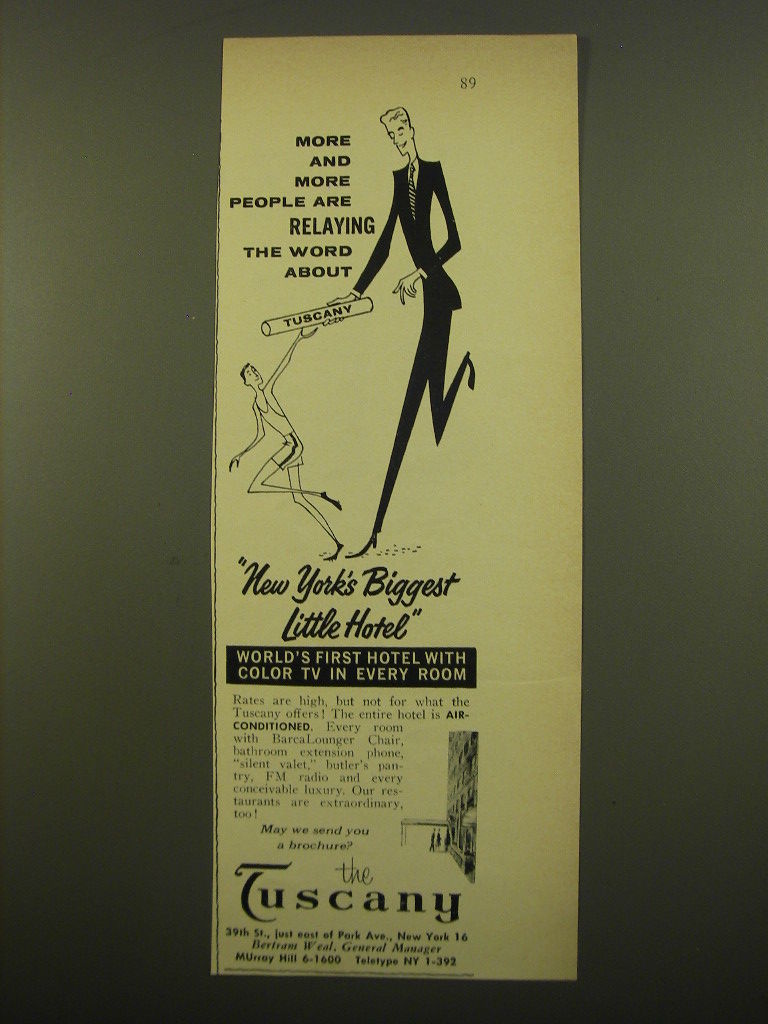 89
MORE
AND
MORE
PEOPLE ARE
RELAYING
THE WORD
ABOUT
TUSCANY
"New York's Biggest
Little Hotel"
WORLD'S FIRST HOTEL WITH
COLOR TV IN EVERY ROOM
Rates are high, but not for what the
Tuscany offers! The entire hotel is AIR-
CONDITIONED. Every room
with BarcaLounger Chair,
bathroom extension phone,
"silent valet," butler's pan-
try, FM radio and every
conceivable luxury. Our res-
taurants are extraordinary,
too!
May we send you
a brochure?
the
Tuscany
39th St., just east of Park Ave., New York 16
Bertram Weal, General Manager
MUrray Hill 6-1600 Teletype NY 1-392